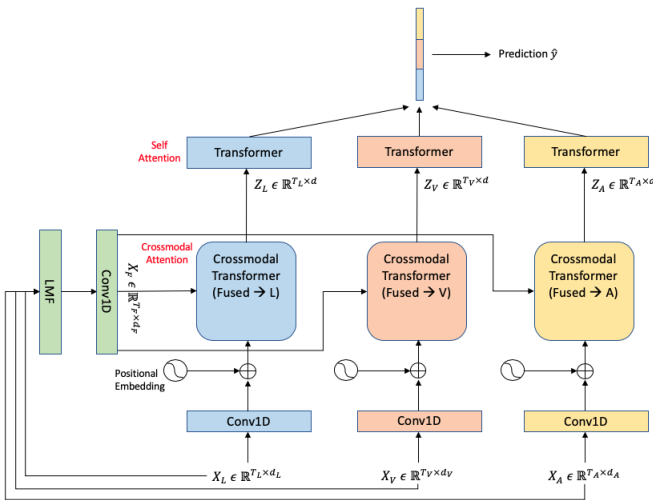 Prediction ŷ
Self
Attention
Transformer
Transformer
Transformer
Z_L ∈ ℝ^{T_L×d}
Z_V ∈ ℝ^{T_V×d}
Z_A ∈ ℝ^{T_A×d}
Crossmodal
Attention
LMF
Conv1D
X_F ∈ ℝ^{T_F×d_F}
Crossmodal
Transformer
(Fused → L)
Crossmodal
Transformer
(Fused → V)
Crossmodal
Transformer
(Fused → A)
Positional
Embedding
Conv1D
Conv1D
Conv1D
X_L ∈ ℝ^{T_L×d_L}
X_V ∈ ℝ^{T_V×d_V}
X_A ∈ ℝ^{T_A×d_A}